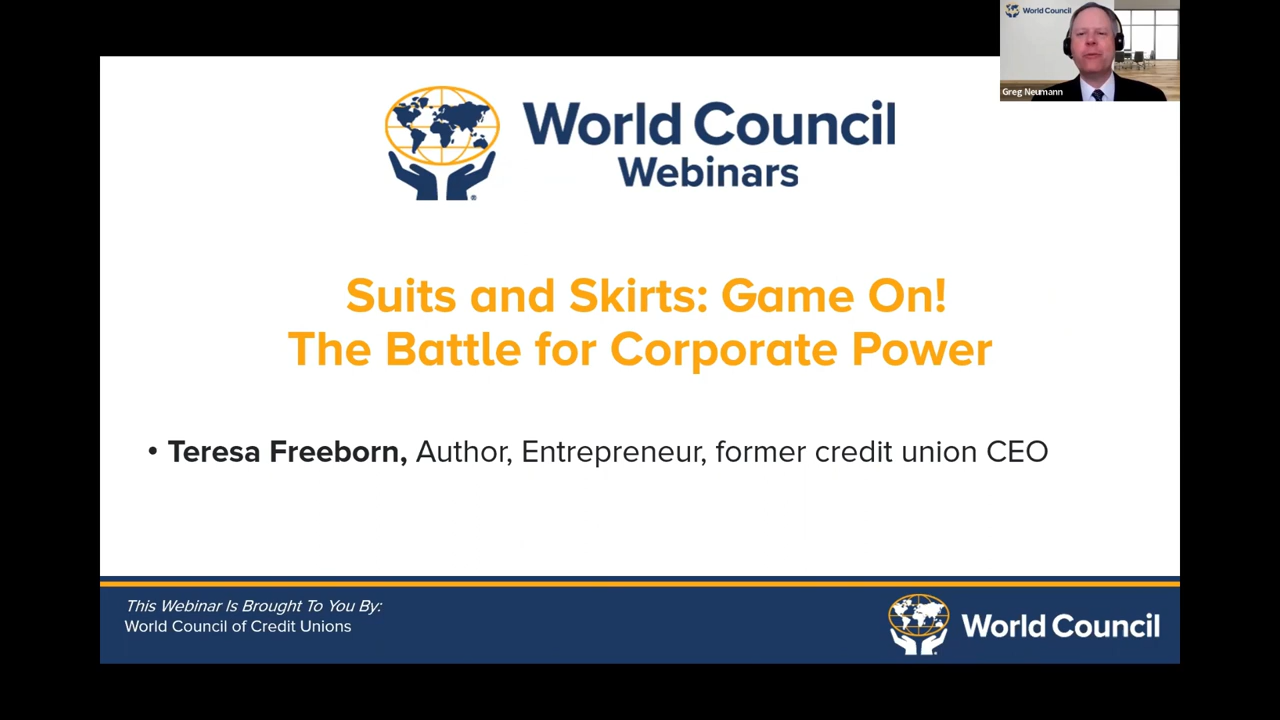 World Council
Greg Neumann
World Council
Webinars
Suits and Skirts: Game On!
The Battle for Corporate Power
• Teresa Freeborn, Author, Entrepreneur, former credit union CEO
This Webinar Is Brought To You By:
World Council of Credit Unions
World Council